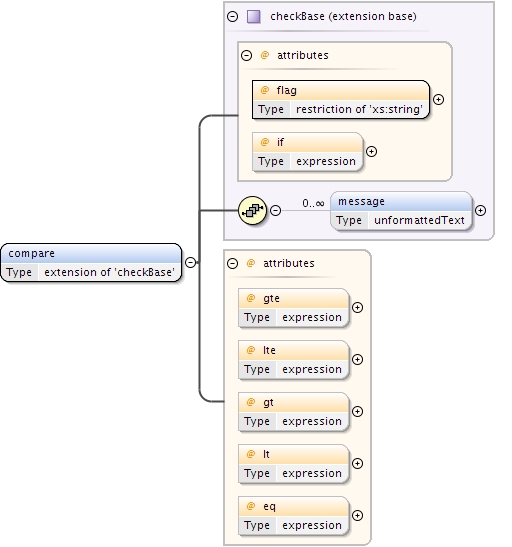 checkBase (extension base)
@ attributes
@ flag
Type restriction of 'xs:string'
@ if
Type expression
0..∞
message
Type unformattedText
compare
Type extension of 'checkBase'
@ attributes
@ gte
Type expression
@ lte
Type expression
@ gt
Type expression
@ lt
Type expression
@ eq
Type expression